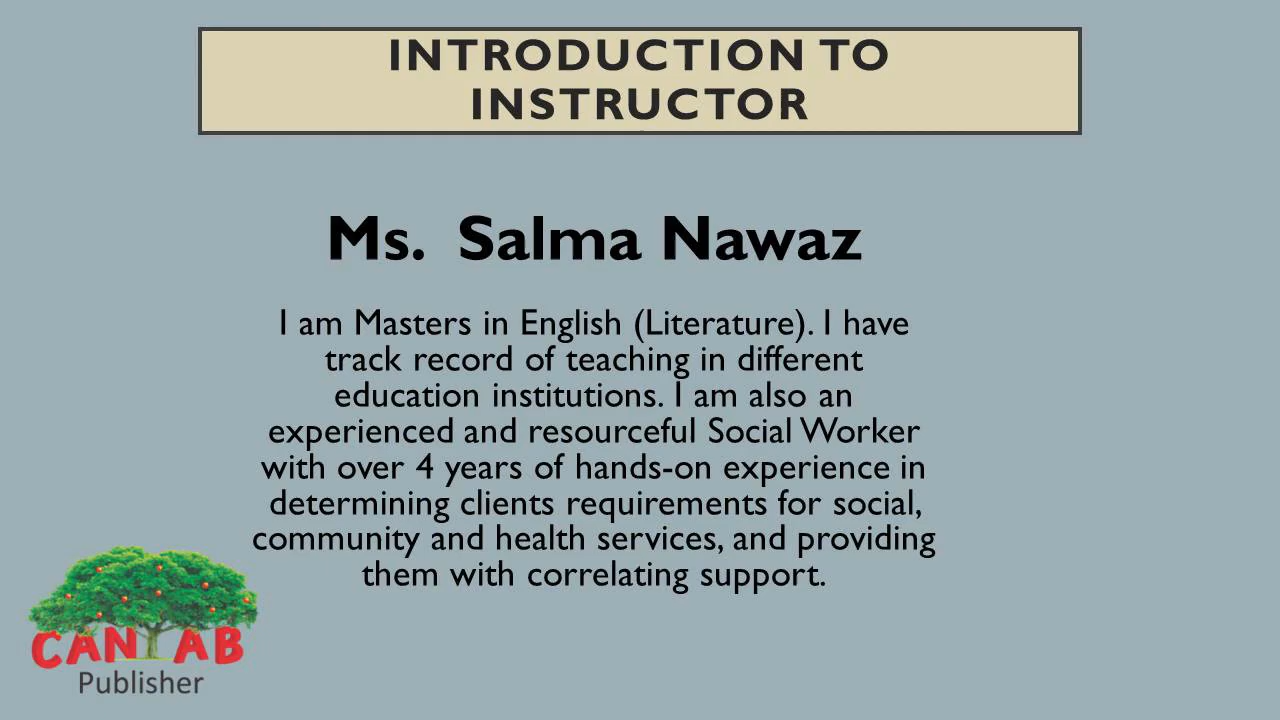 INTRODUCTION TO
INSTRUCTOR
Ms. Salma Nawaz
I am Masters in English (Literature). I have
track record of teaching in different
education institutions. I am also an
experienced and resourceful Social Worker
with over 4 years of hands-on experience in
determining clients requirements for social,
community and health services, and providing
them with correlating support.
CANTAB
Publisher